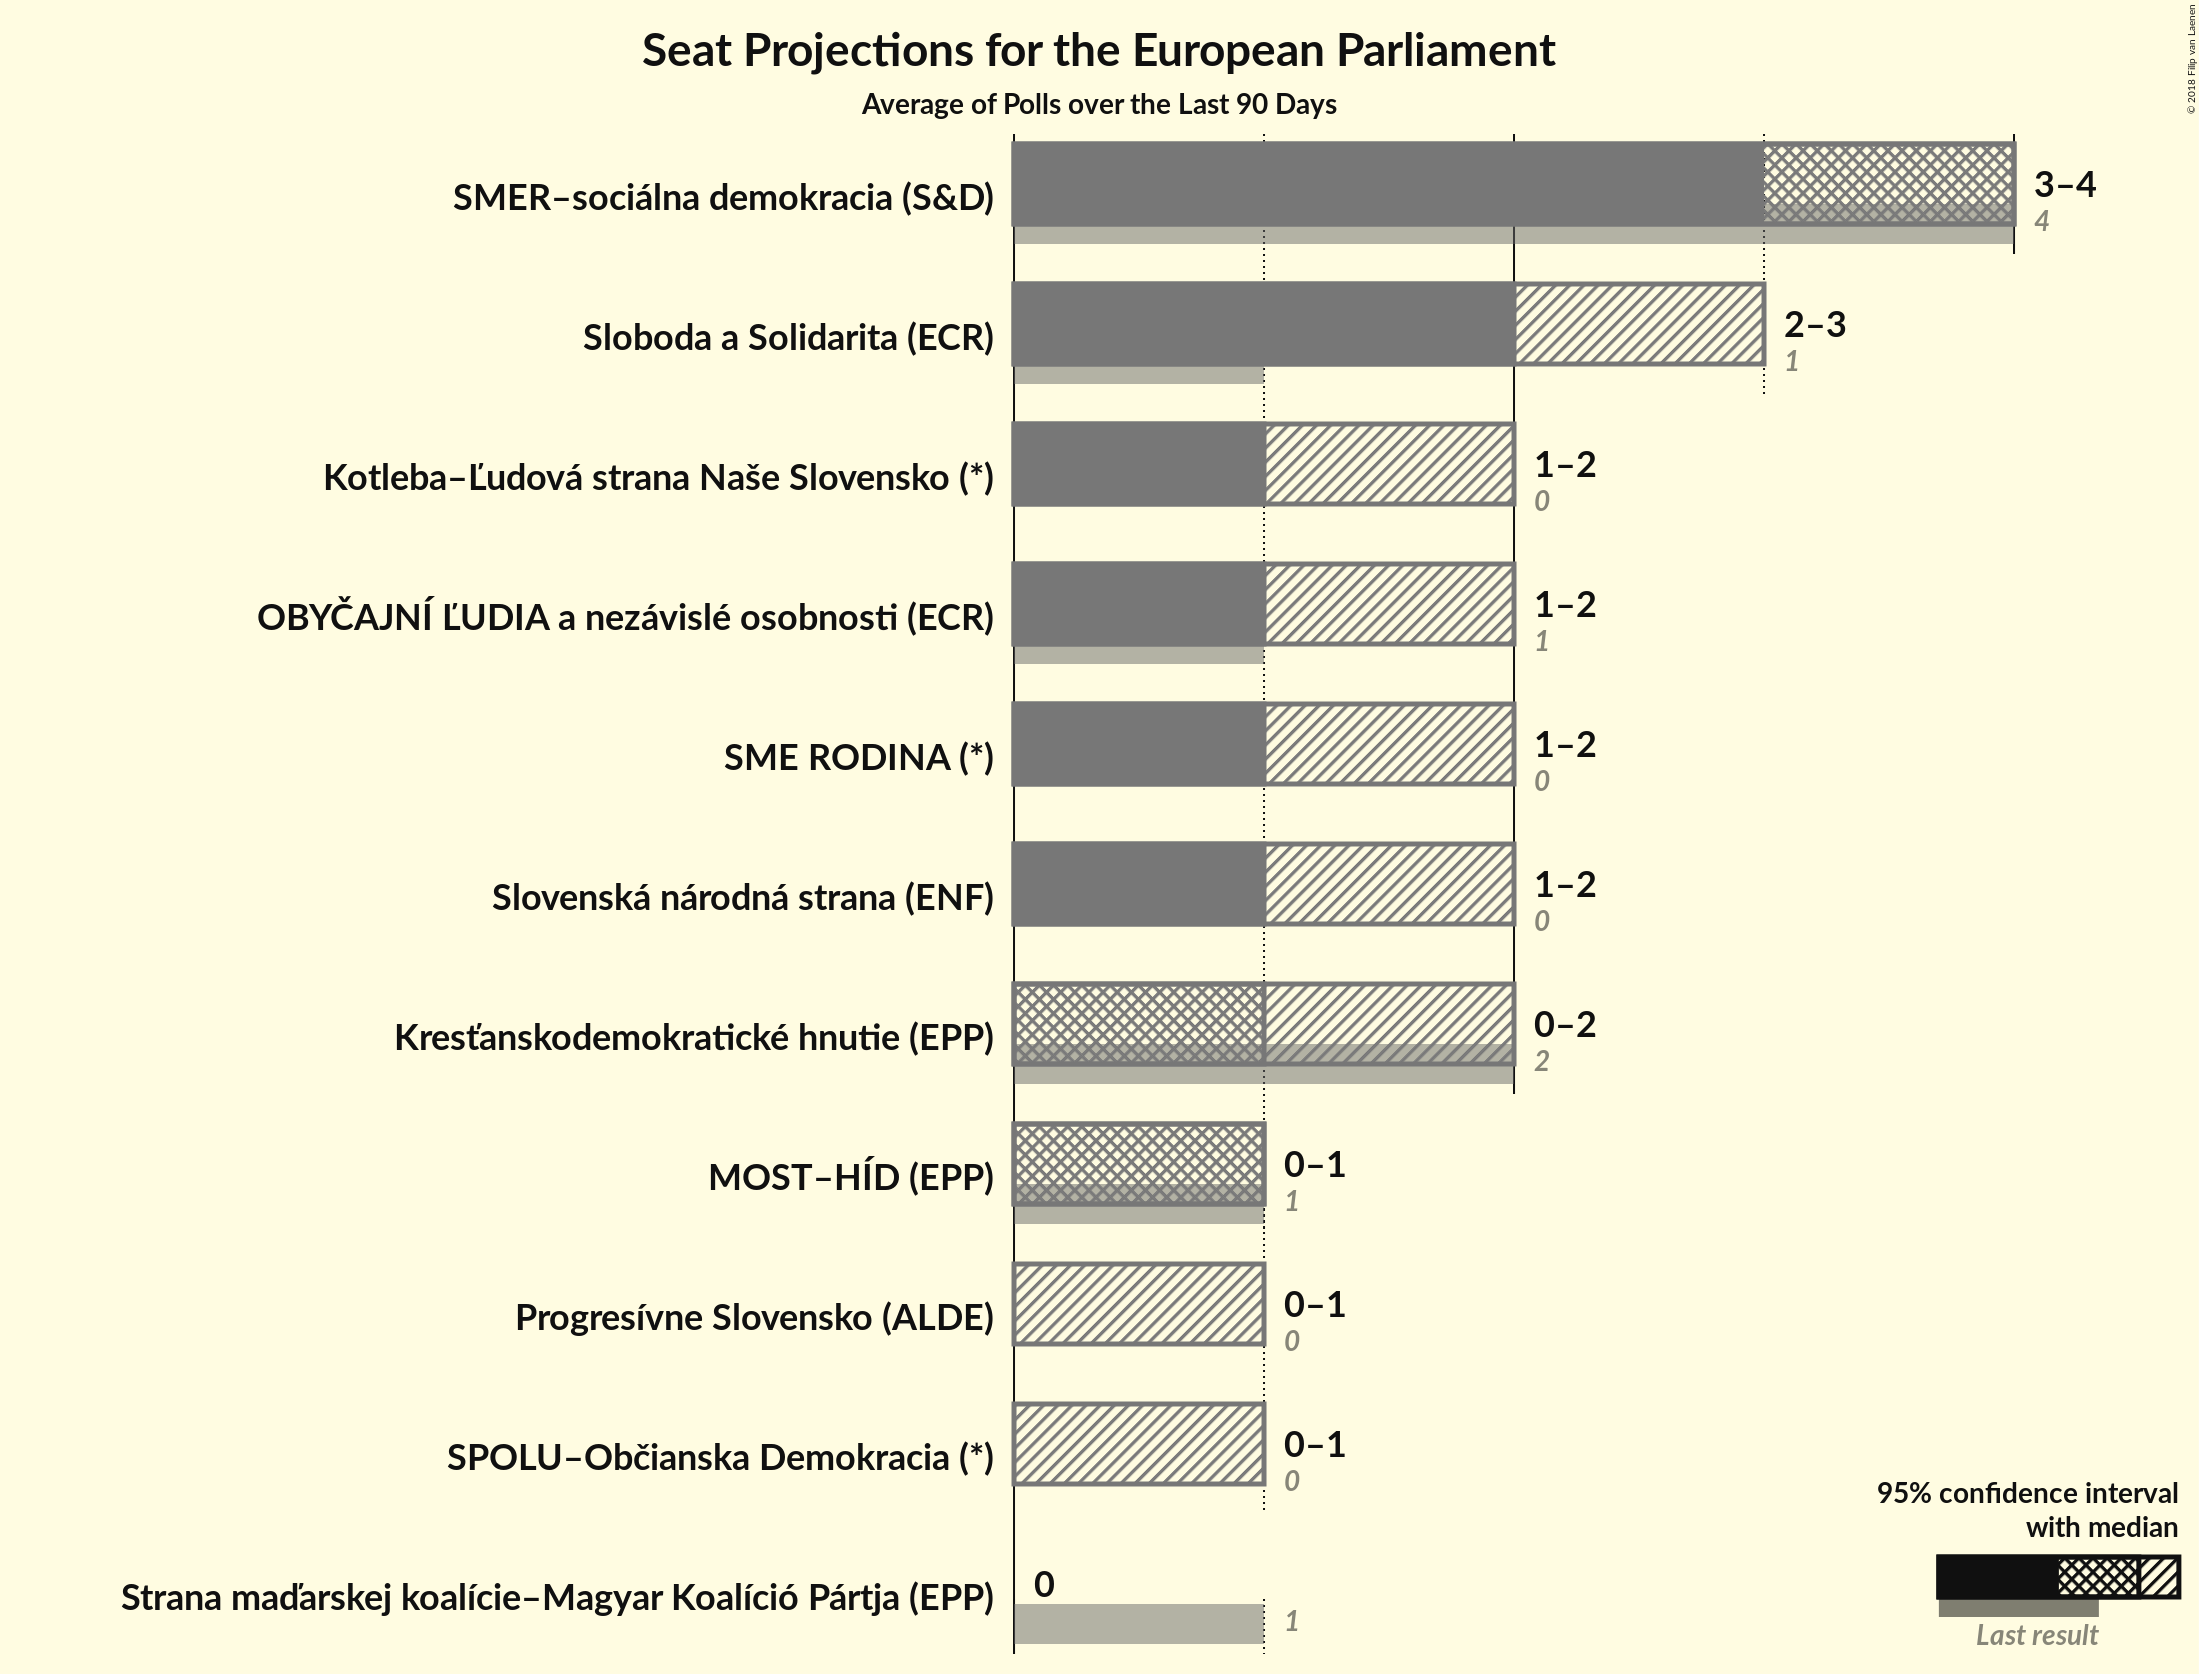 Seat Projections for the European Parliament
Average of Polls over the Last 90 Days
© 2018 Filip van Laenen
SMER–sociálna demokracia (S&D)
3–4
4
Sloboda a Solidarita (ECR)
2–3
1
Kotleba–Ľudová strana Naše Slovensko (*)
1–2
0
OBYČAJNÍ ĽUDIA a nezávislé osobnosti (ECR)
1–2
1
SME RODINA (*)
1–2
0
Slovenská národná strana (ENF)
1–2
0
Kresťanskodemokratické hnutie (EPP)
0–2
2
MOST–HÍD (EPP)
0–1
1
Progresívne Slovensko (ALDE)
0–1
0
SPOLU–Občianska Demokracia (*)
0–1
0
Strana maďarskej koalície–Magyar Koalíció Pártja (EPP)
0
1
95% confidence interval
with median
Last result